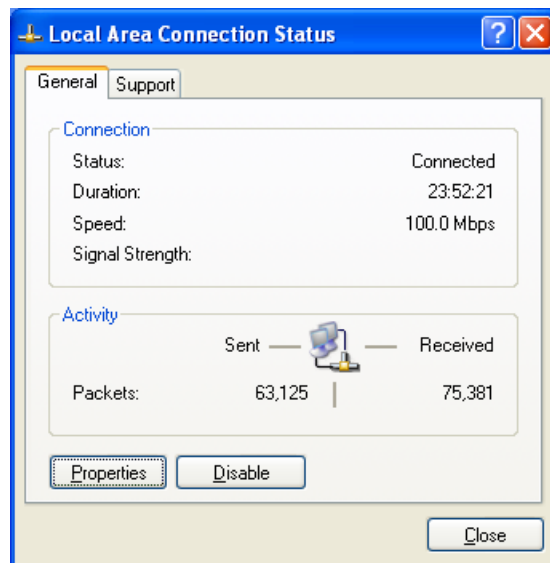 Local Area Connection Status
General Support
Connection
Status: Connected
Duration: 23:52:21
Speed: 100.0 Mbps
Signal Strength:
Activity
Sent Received
Packets: 63,125 75,381
Properties Disable
Close